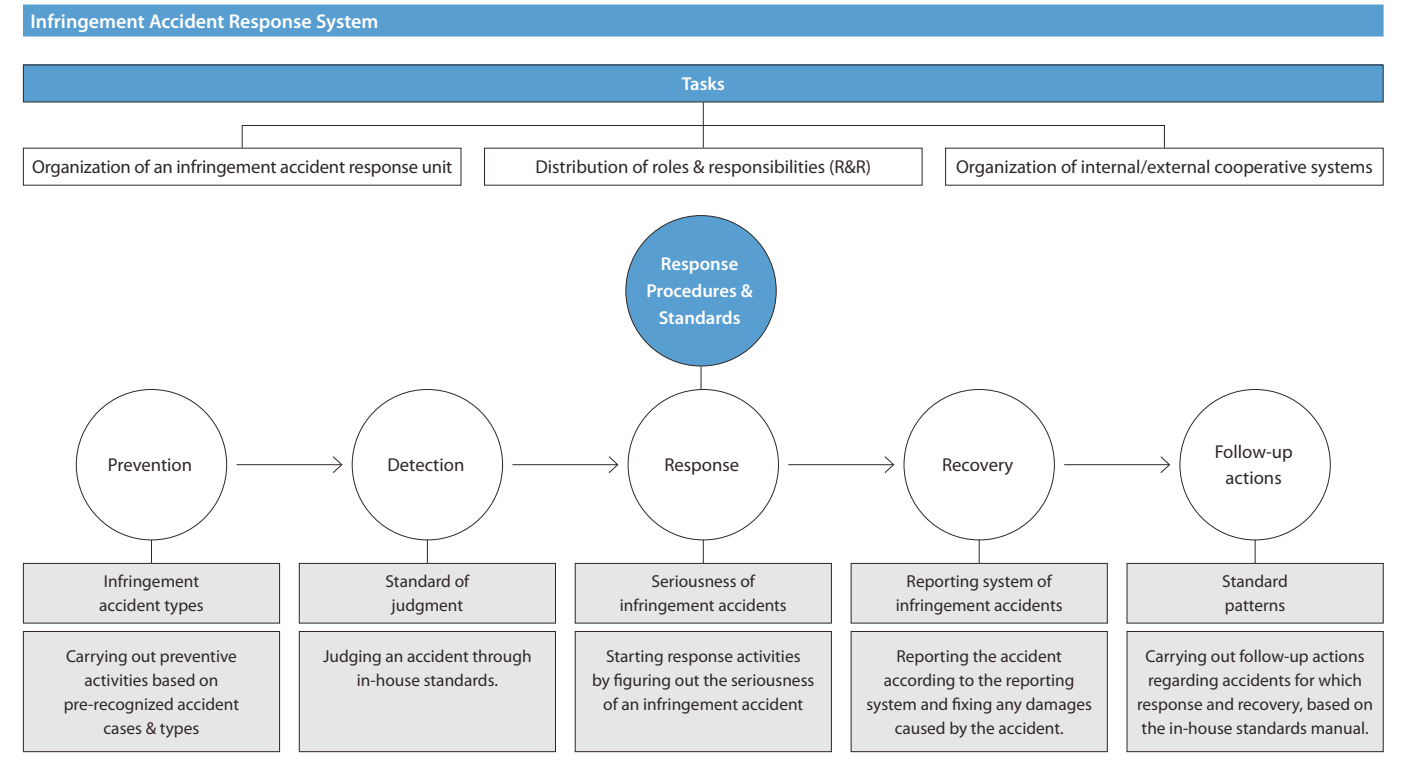 Infringement Accident Response System
Tasks
Organization of an infringement accident response unit
Distribution of roles & responsibilities (R&R)
Organization of internal/external cooperative systems
Response
Procedures &
Standards
Prevention
Detection
Response
Recovery
Follow-up
actions
Infringement
accident types
Standard of
judgment
Seriousness of
infringement accidents
Reporting system of
infringement accidents
Standard
patterns
Carrying out preventive
activities based on
pre-recognized accident
cases & types
Judging an accident through
in-house standards.
Starting response activities
by figuring out the seriousness
of an infringement accident
Reporting the accident
according to the reporting
system and fixing any damages
caused by the accident.
Carrying out follow-up actions
regarding accidents for which
response and recovery, based on
the in-house standards manual.